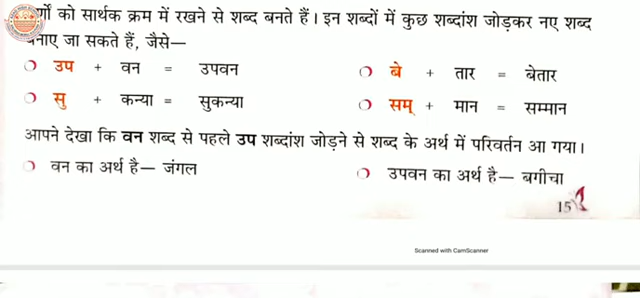 र्णों को सार्थक क्रम में रखने से शब्द बनते हैं। इन शब्दों में कुछ शब्दांश जोड़कर नए शब्द
बनाए जा सकते हैं, जैसे—
उप + वन = उपवन
बे + तार = बेतार
सु + कन्या = सुकन्या
सम् + मान = सम्मान
आपने देखा कि वन शब्द से पहले उप शब्दांश जोड़ने से शब्द के अर्थ में परिवर्तन आ गया।
वन का अर्थ है— जंगल
उपवन का अर्थ है— बगीचा
15
Scanned with CamScanner